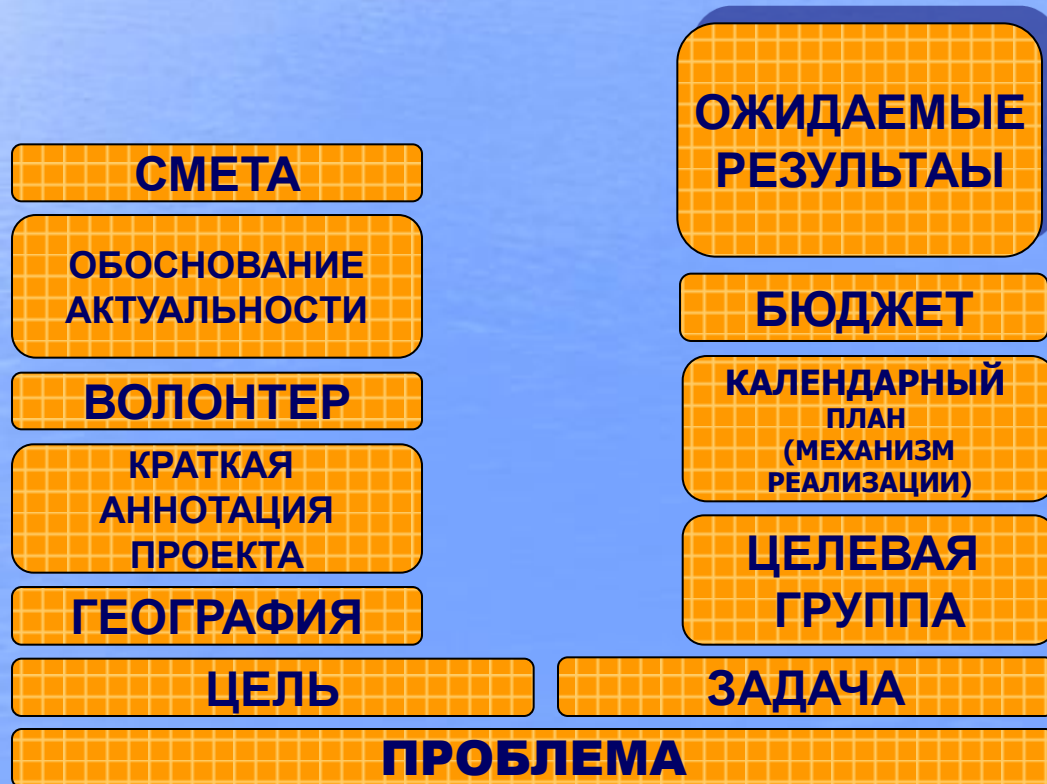 СМЕТА
ОБОСНОВАНИЕ
АКТУАЛЬНОСТИ
ВОЛОНТЕР
КРАТКАЯ
АННОТАЦИЯ
ПРОЕКТА
ГЕОГРАФИЯ
ОЖИДАЕМЫЕ
РЕЗУЛЬТАЫ
БЮДЖЕТ
КАЛЕНДАРНЫЙ
ПЛАН
(МЕХАНИЗМ
РЕАЛИЗАЦИИ)
ЦЕЛЕВАЯ
ГРУППА
ЦЕЛЬ
ЗАДАЧА
ПРОБЛЕМА